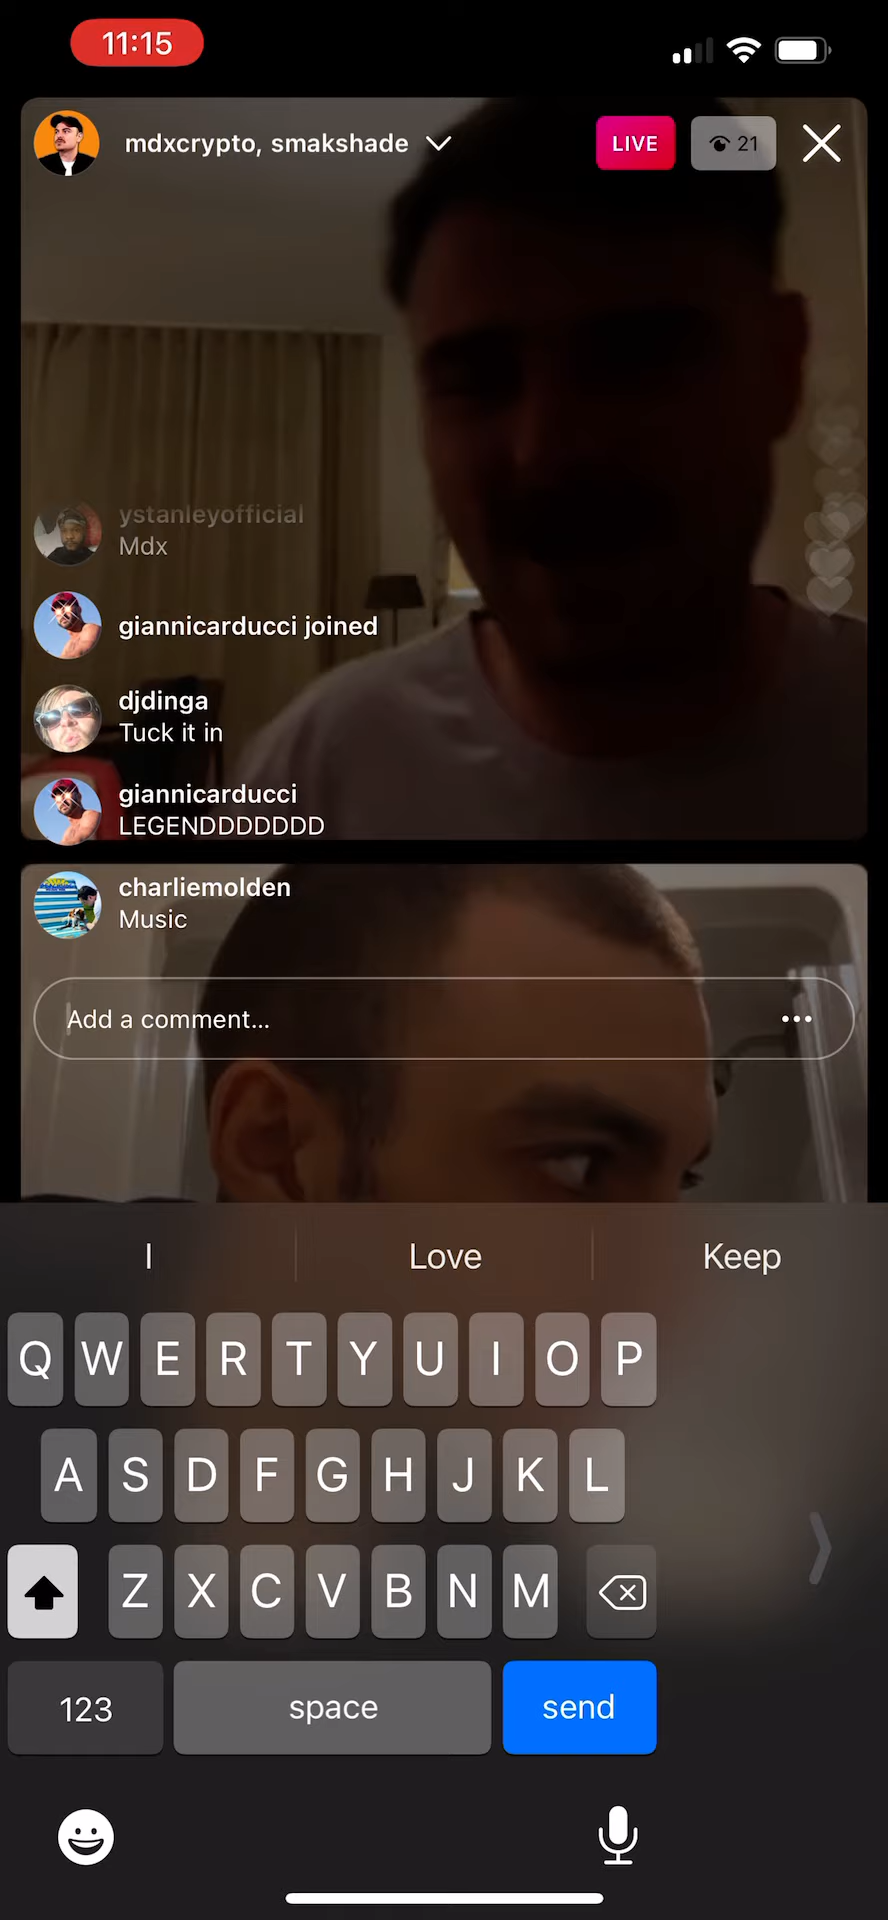 11:15
mdxcrypto, smakshade
LIVE
21
ystanleyofficial
Mdx
giannicarducci joined
djdinga
Tuck it in
giannicarducci
LEGENDDDDDDD
charliemolden
Music
Add a comment...
I Love Keep
Q W E R T Y U I O P
A S D F G H J K L
Z X C V B N M
123 space send